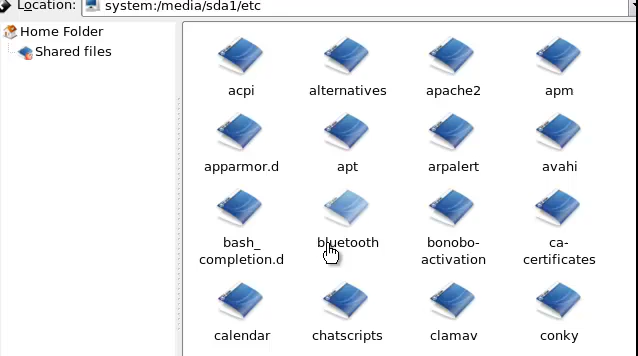 Location: system:/media/sda1/etc
Home Folder
Shared files
acpi alternatives apache2 apm
apparmor.d apt arpalert avahi
bash_ bluetooth bonobo- ca-
completion.d activation certificates
calendar chatscripts clamav conky